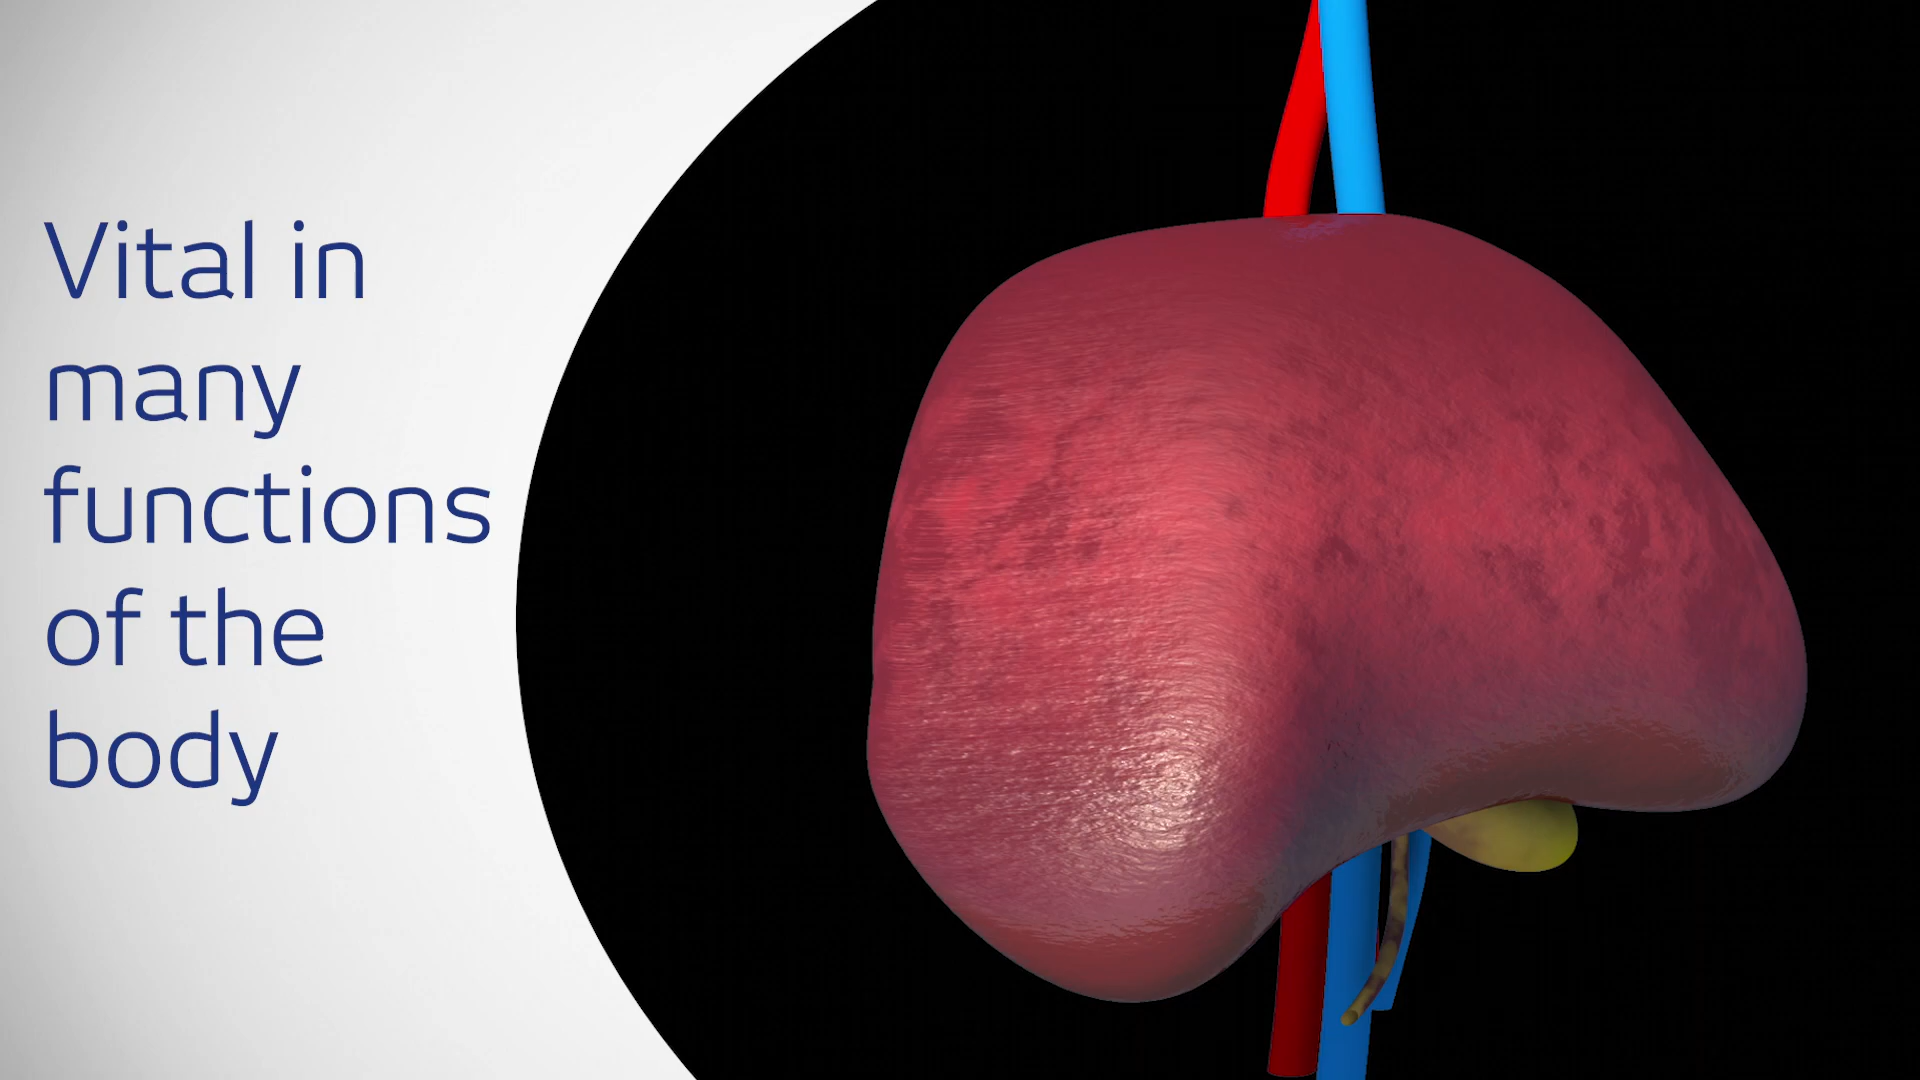 Vital in
many
functions
of the
body